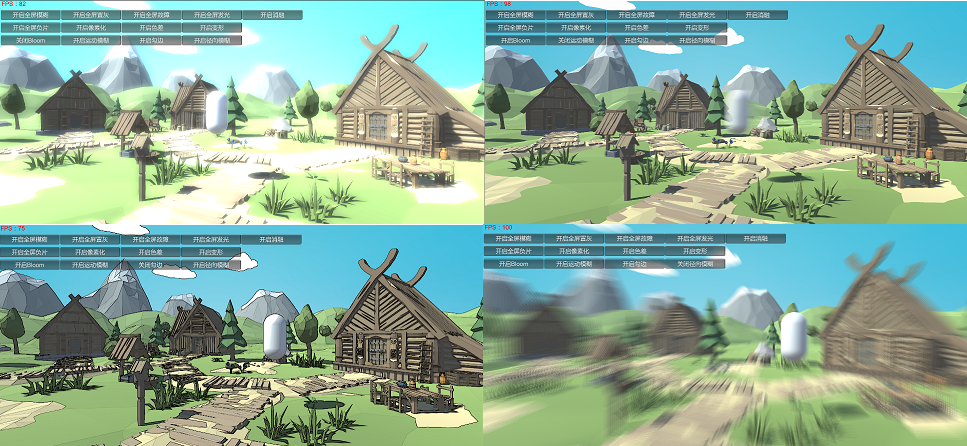 FPS : 82
开启全屏模糊 开启全屏置灰 开启全屏故障 开启全屏发光 开启消融
开启全屏负片 开启像素化 开启色差 开启变形
关闭Bloom 开启运动模糊 开启勾边 开启径向模糊
FPS : 98
开启全屏模糊 开启全屏置灰 开启全屏故障 开启全屏发光 开启消融
开启全屏负片 开启像素化 开启色差 开启变形
开启Bloom 关闭运动模糊 开启勾边 开启径向模糊
FPS : 75
开启全屏模糊 开启全屏置灰 开启全屏故障 开启全屏发光 开启消融
开启全屏负片 开启像素化 开启色差 开启变形
开启Bloom 开启运动模糊 关闭勾边 开启径向模糊
FPS : 100
开启全屏模糊 开启全屏置灰 开启全屏故障 开启全屏发光 开启消融
开启全屏负片 开启像素化 开启色差 开启变形
开启Bloom 开启运动模糊 开启勾边 关闭径向模糊